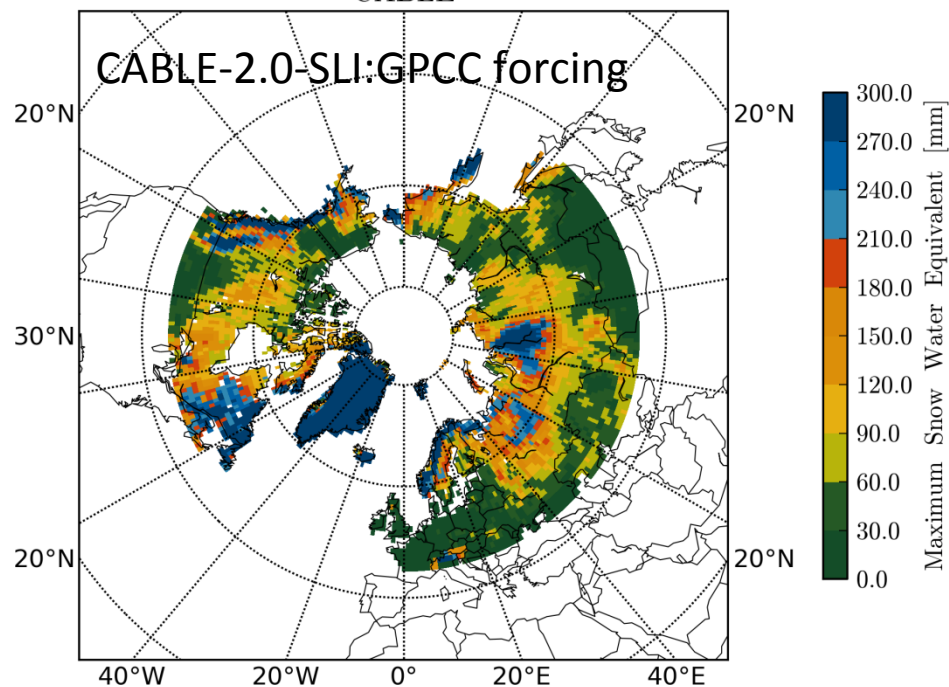 CABLE
CABLE-2.0-SLI:GPCC forcing
20°N
20°N
30°N
30°N
20°N
20°N
40°W
20°W
0°
20°E
40°E
300.0
270.0
240.0
210.0
180.0
150.0
120.0
90.0
60.0
30.0
0.0
Maximum Snow Water Equivalent [mm]